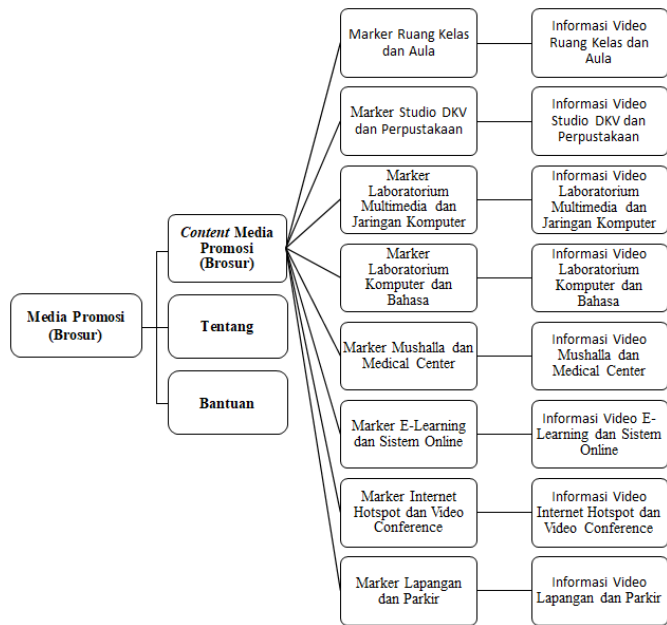 Media Promosi
(Brosur)
Content Media
Promosi
(Brosur)
Tentang
Bantuan
Marker Ruang Kelas
dan Aula
Informasi Video
Ruang Kelas dan
Aula
Marker Studio DKV
dan Perpustakaan
Informasi Video
Studio DKV dan
Perpustakaan
Marker
Laboratorium
Multimedia dan
Jaringan Komputer
Informasi Video
Laboratorium
Multimedia dan
Jaringan Komputer
Marker
Laboratorium
Komputer dan
Bahasa
Informasi Video
Laboratorium
Komputer dan
Bahasa
Marker Mushalla dan
Medical Center
Informasi Video
Mushalla dan
Medical Center
Marker E-Learning
dan Sistem Online
Informasi Video E-
Learning dan Sistem
Online
Marker Internet
Hotspot dan Video
Conference
Informasi Video
Internet Hotspot dan
Video Conference
Marker Lapangan
dan Parkir
Informasi Video
Lapangan dan Parkir